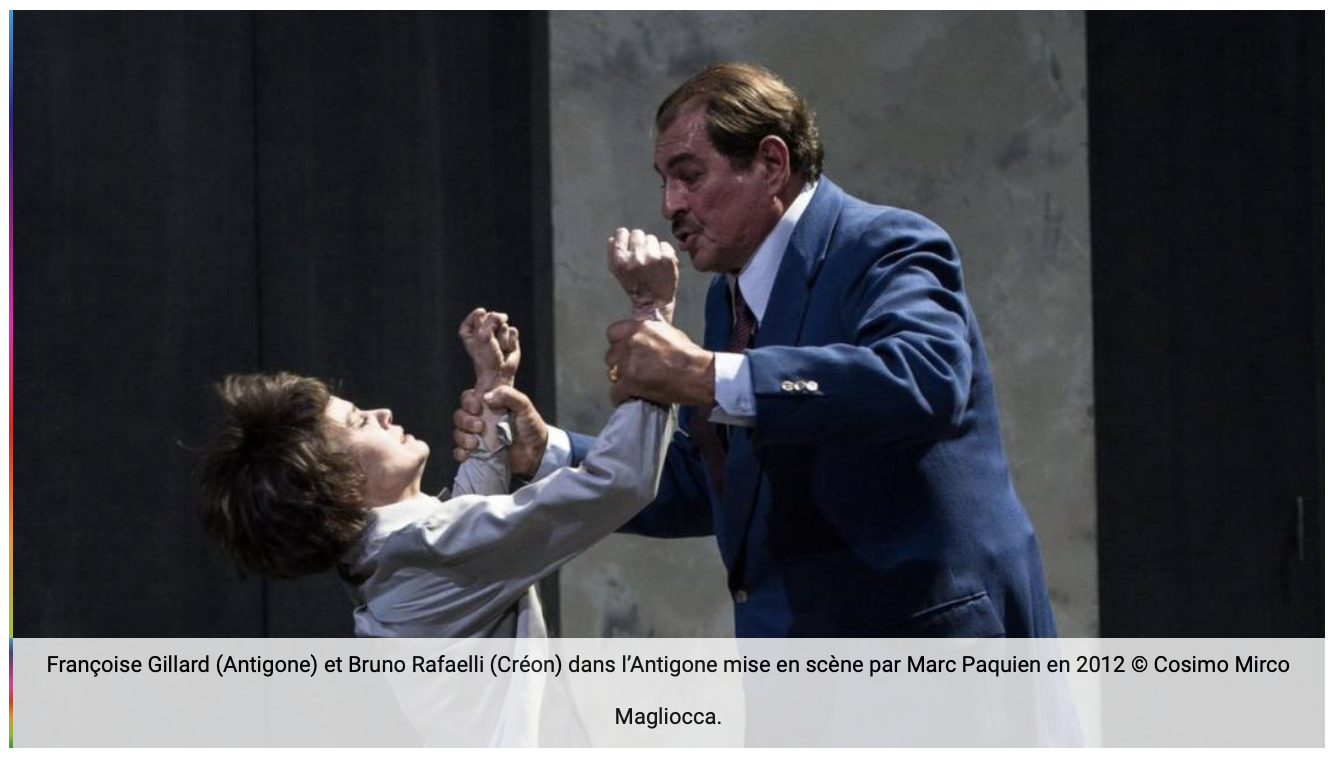 Françoise Gillard (Antigone) et Bruno Rafaelli (Créon) dans l’Antigone mise en scène par Marc Paquien en 2012 © Cosimo Mirco
Magliocca.